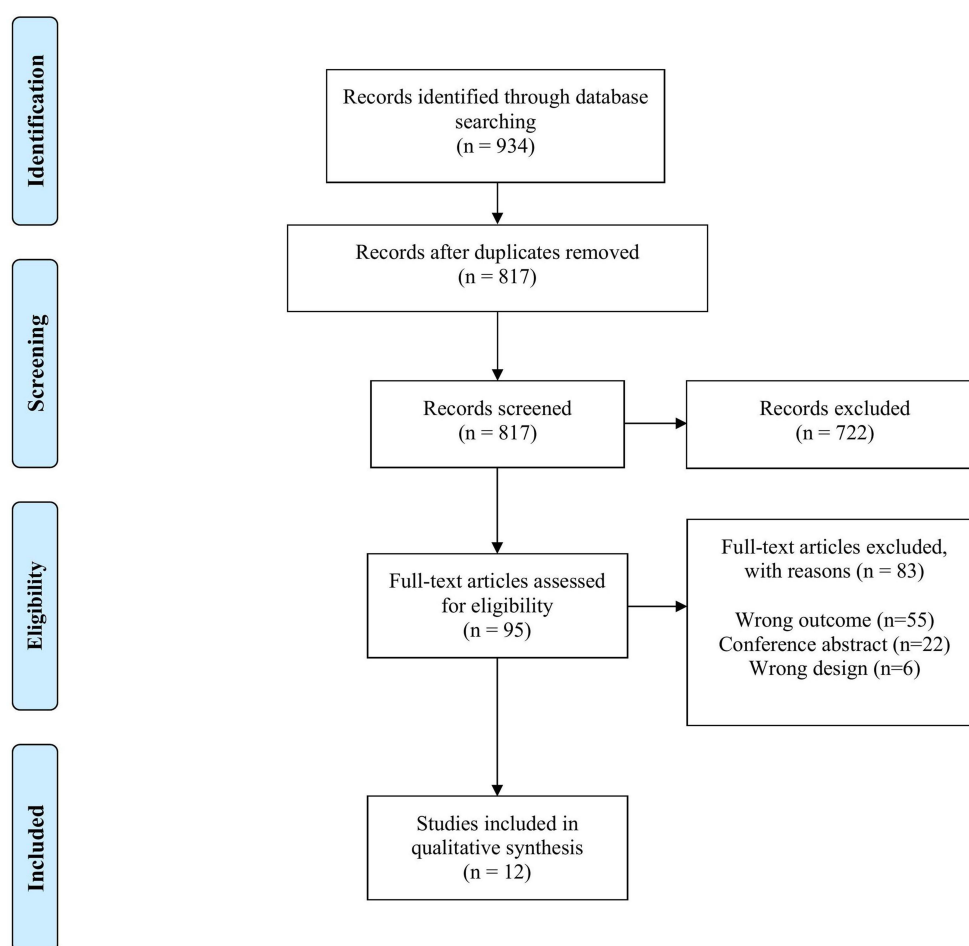 Identification
Records identified through database
searching
(n = 934)
Records after duplicates removed
(n = 817)
Screening
Records screened
(n = 817)
Records excluded
(n = 722)
Eligibility
Full-text articles assessed
for eligibility
(n = 95)
Full-text articles excluded,
with reasons (n = 83)
Wrong outcome (n=55)
Conference abstract (n=22)
Wrong design (n=6)
Included
Studies included in
qualitative synthesis
(n = 12)